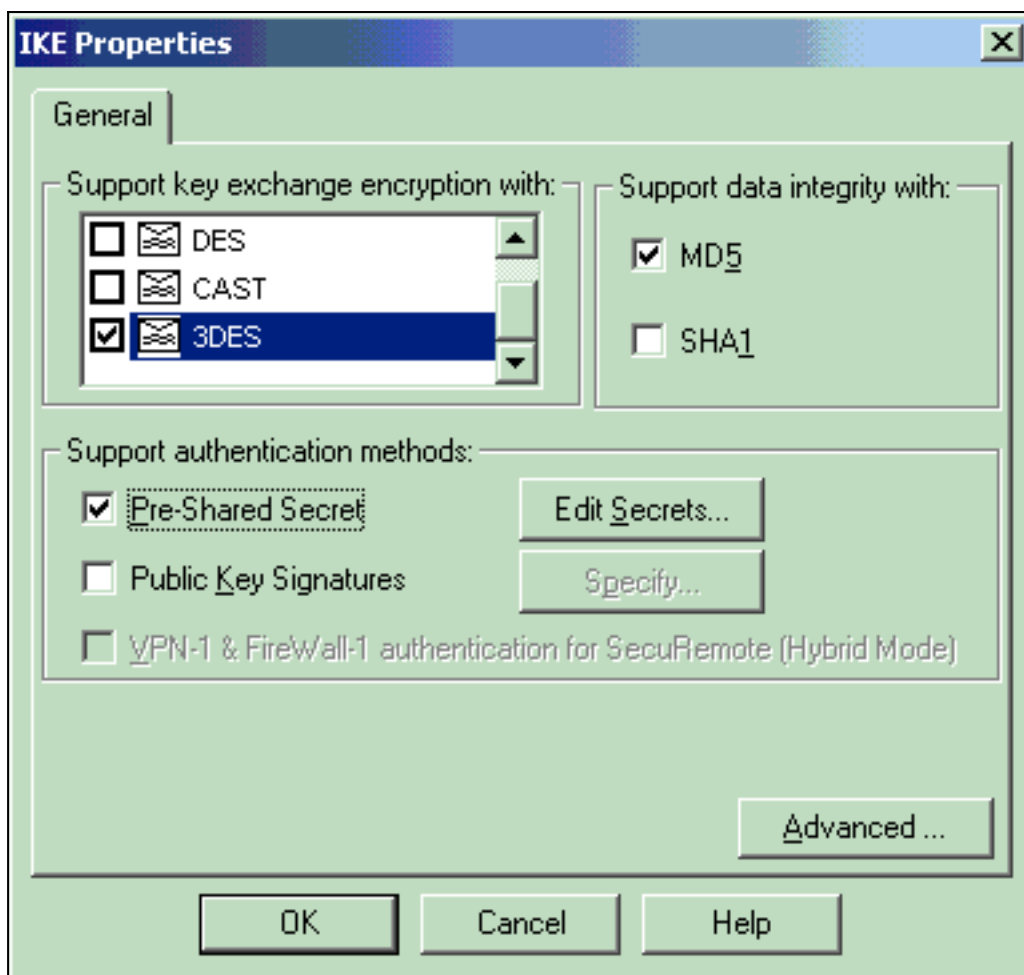 IKE Properties
General
Support key exchange encryption with:
DES
CAST
3DES
Support data integrity with:
MD5
SHA1
Support authentication methods:
Pre-Shared Secret
Edit Secrets...
Public Key Signatures
Specify...
VPN-1 & FireWall-1 authentication for SecuRemote (Hybrid Mode)
Advanced ...
OK
Cancel
Help